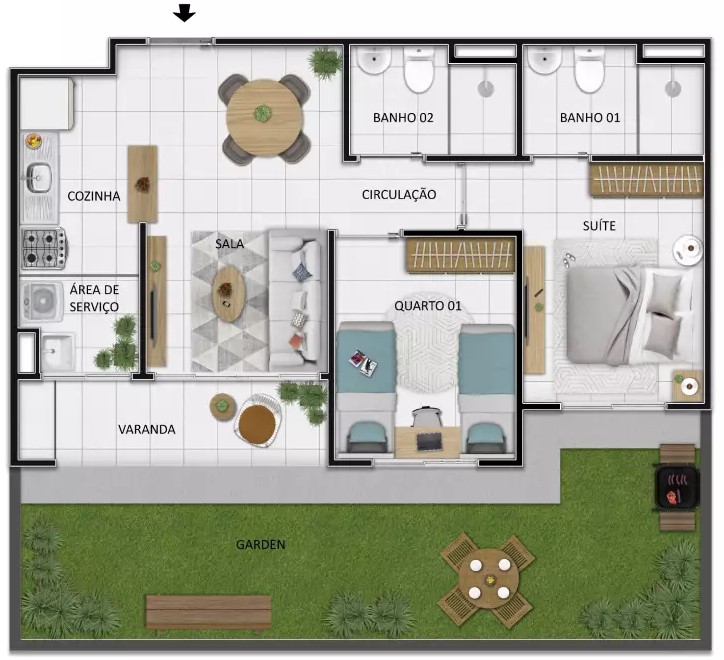 BANHO 02
BANHO 01
COZINHA
CIRCULAÇÃO
SUÍTE
SALA
ÁREA DE
SERVIÇO
QUARTO 01
VARANDA
GARDEN